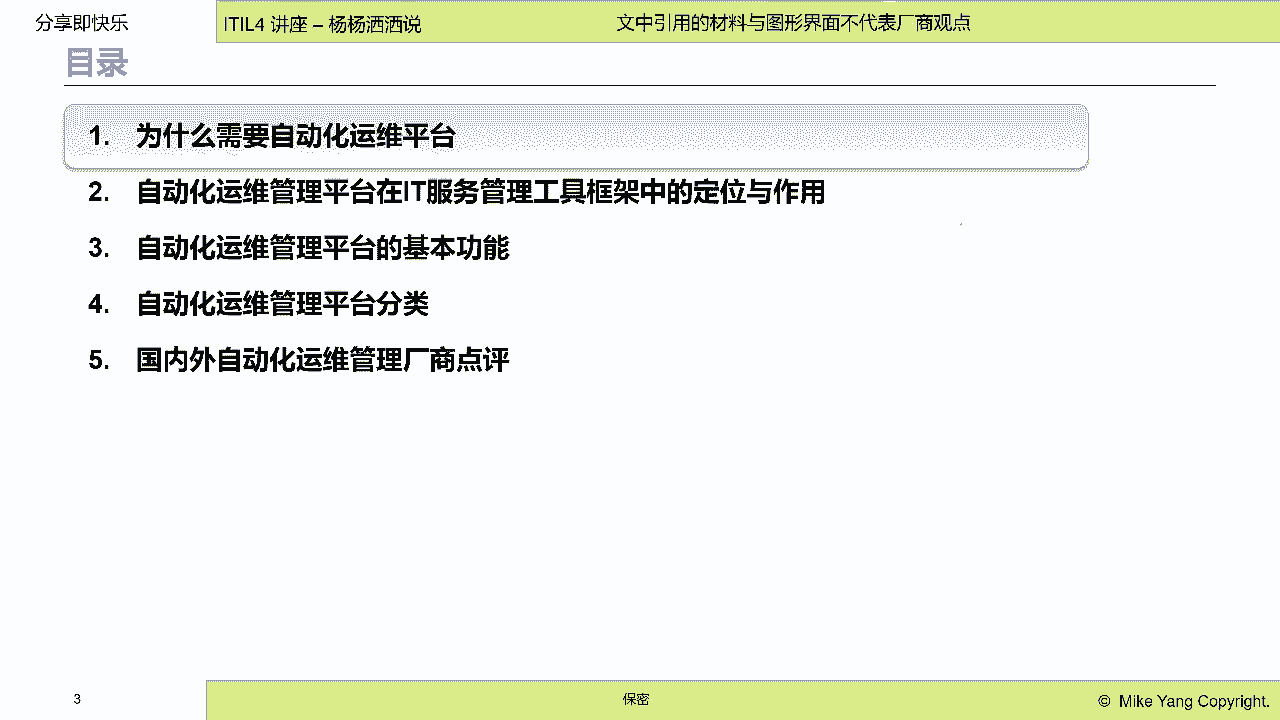 分享即快乐
ITIL4 讲座 – 杨杨洒洒说
文中引用的材料与图形界面不代表厂商观点
目录
1. 为什么需要自动化运维平台
2. 自动化运维管理平台在IT服务管理工具框架中的定位与作用
3. 自动化运维管理平台的基本功能
4. 自动化运维管理平台分类
5. 国内外自动化运维管理厂商点评
3
保密
© Mike Yang Copyright.